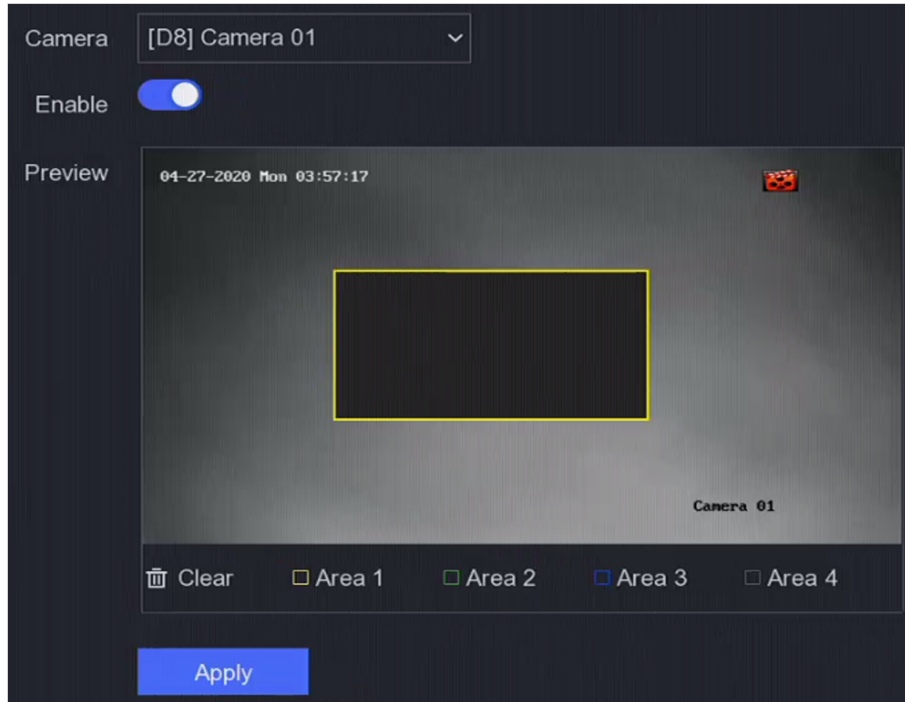 Camera [D8] Camera 01
Enable
Preview
04-27-2020 Mon 03:57:17
Camera 01
Clear Area 1 Area 2 Area 3 Area 4
Apply